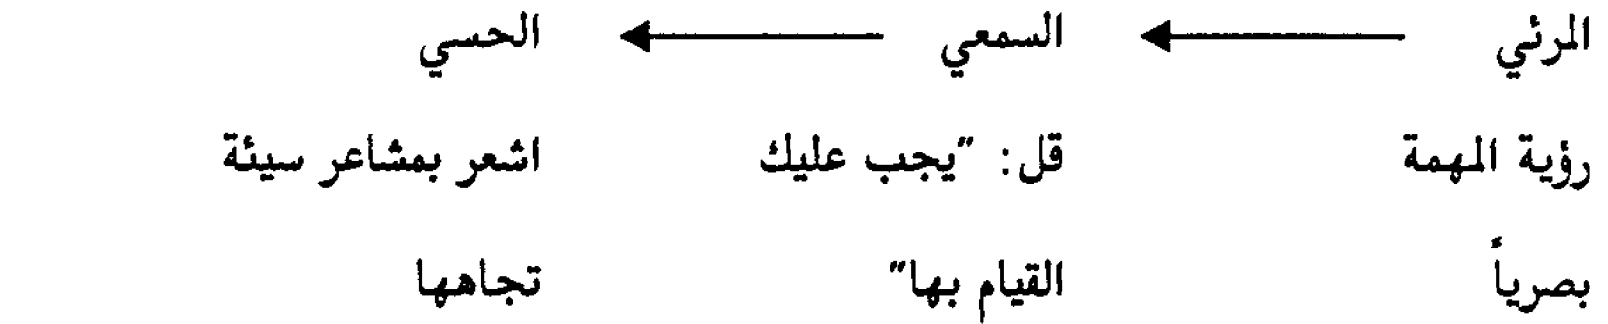 المرئي السمعي الحسي
رؤية المهمة قل: "يجب عليك اشعر بمشاعر سيئة
بصرياً القيام بها" تجاهها